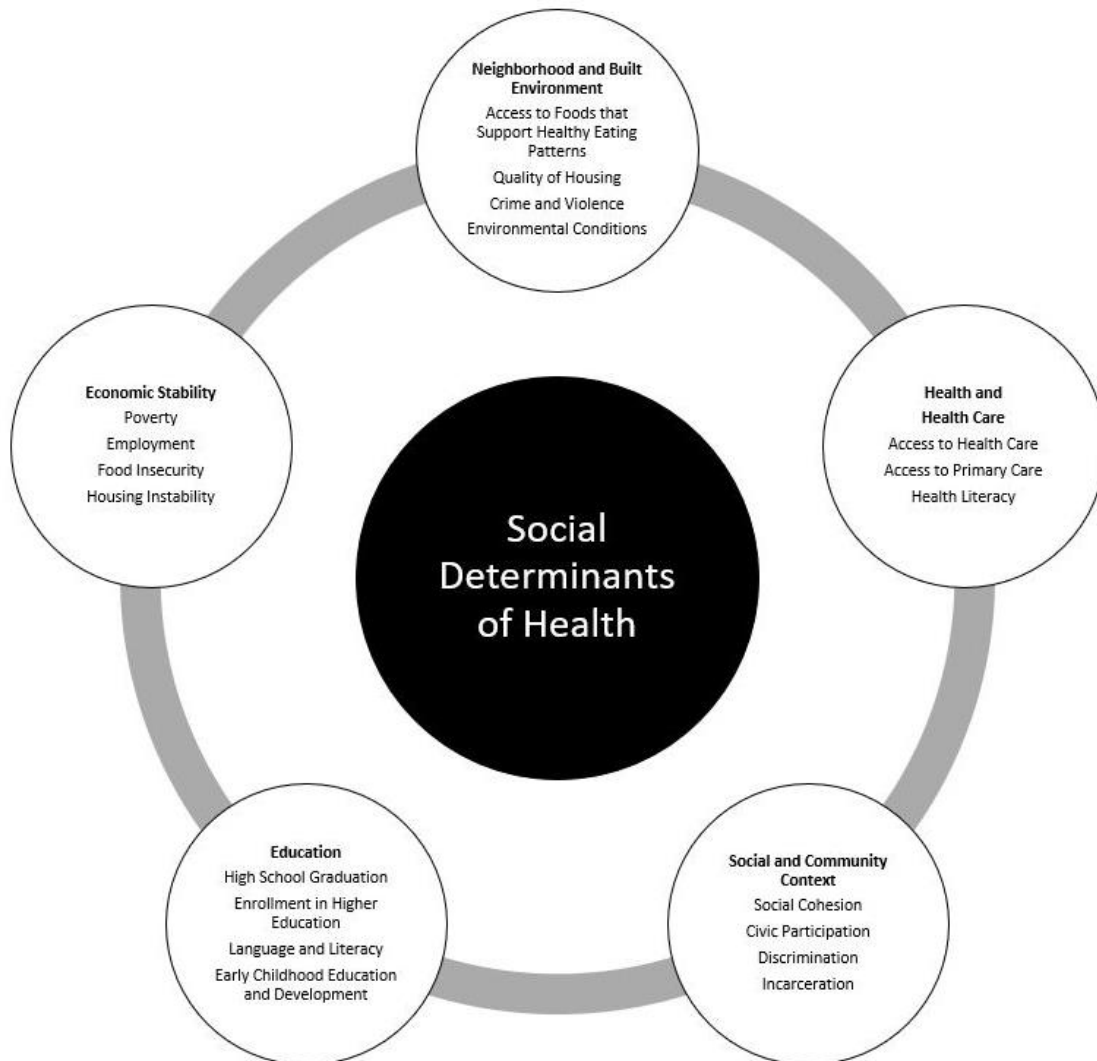 Neighborhood and Built
Environment
Access to Foods that
Support Healthy Eating
Patterns
Quality of Housing
Crime and Violence
Environmental Conditions
Economic Stability
Poverty
Employment
Food Insecurity
Housing Instability
Health and
Health Care
Access to Health Care
Access to Primary Care
Health Literacy
Social
Determinants
of Health
Education
High School Graduation
Enrollment in Higher
Education
Language and Literacy
Early Childhood Education
and Development
Social and Community
Context
Social Cohesion
Civic Participation
Discrimination
Incarceration